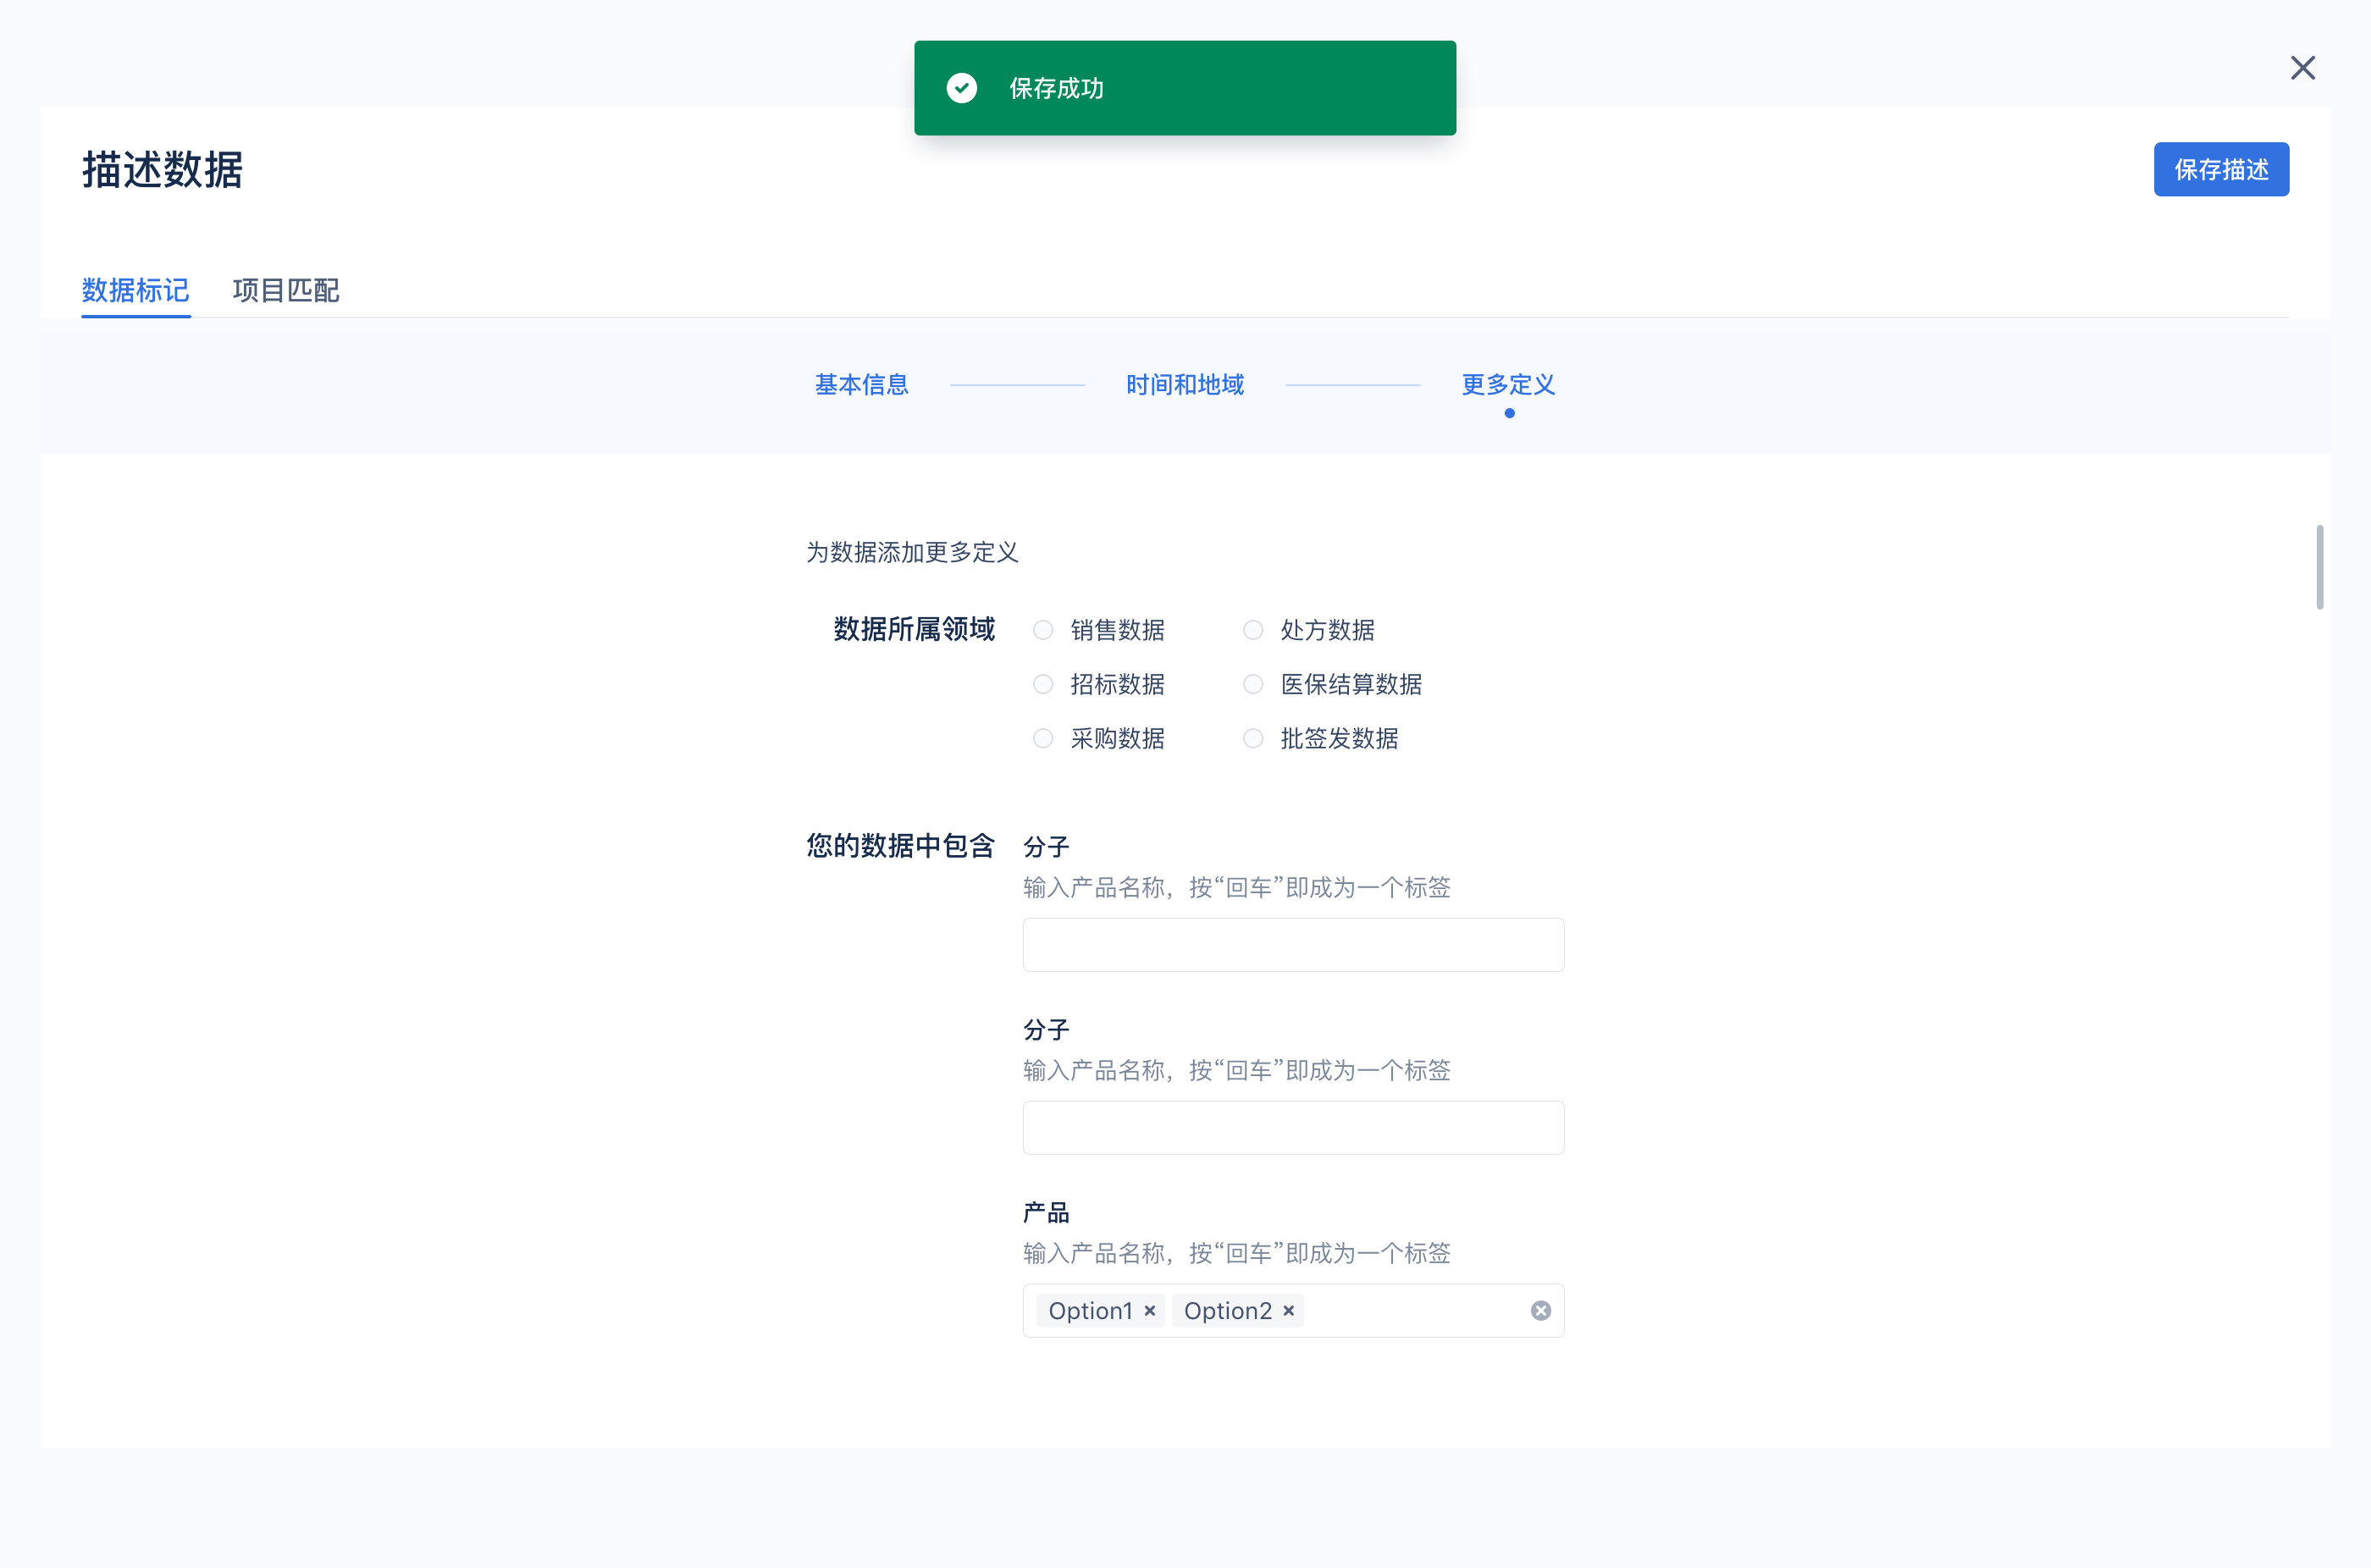 保存成功
描述数据
保存描述
数据标记
项目匹配
基本信息
时间和地域
更多定义
为数据添加更多定义
数据所属领域
销售数据
处方数据
招标数据
医保结算数据
采购数据
批签发数据
您的数据中包含
分子
输入产品名称，按“回车”即成为一个标签
分子
输入产品名称，按“回车”即成为一个标签
产品
输入产品名称，按“回车”即成为一个标签
Option1
Option2